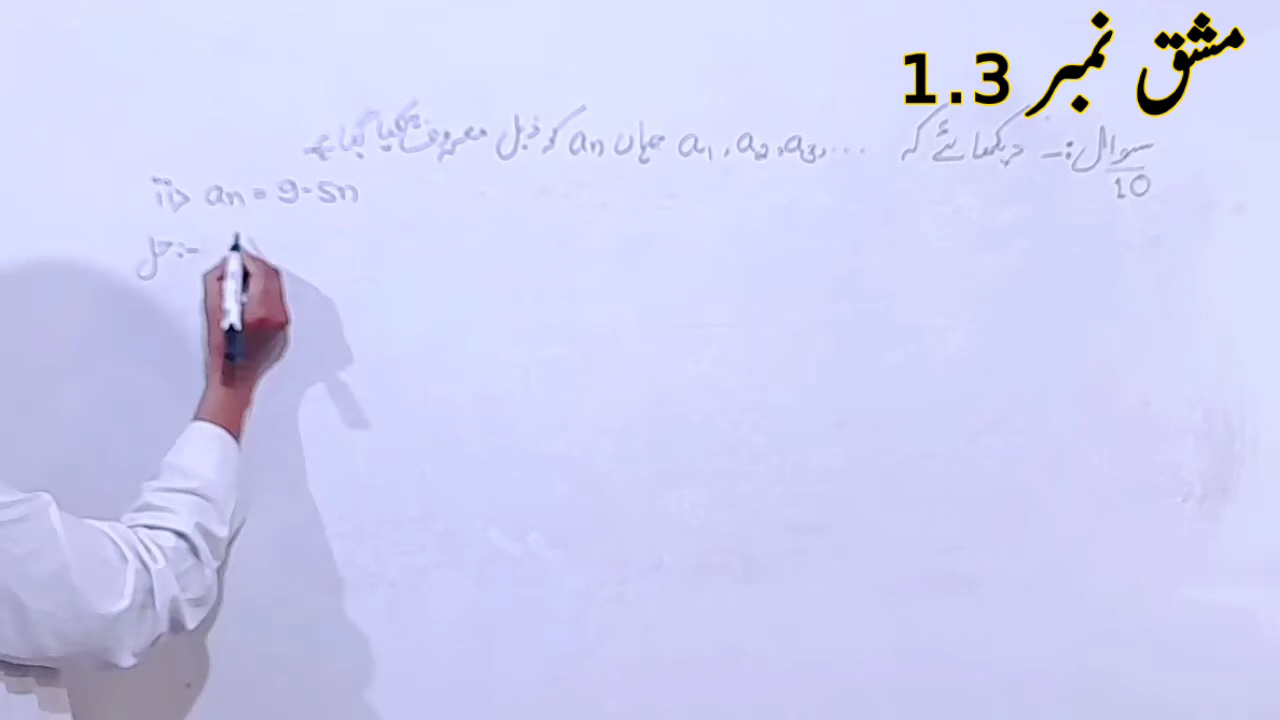 مشق نمبر 1.3
سوال:- دیکھائے کہ a1, a2, a3, ... جہاں an کو ذیل معروف کیا گیا ہے
10
ii> an = 9-5n
حل:-